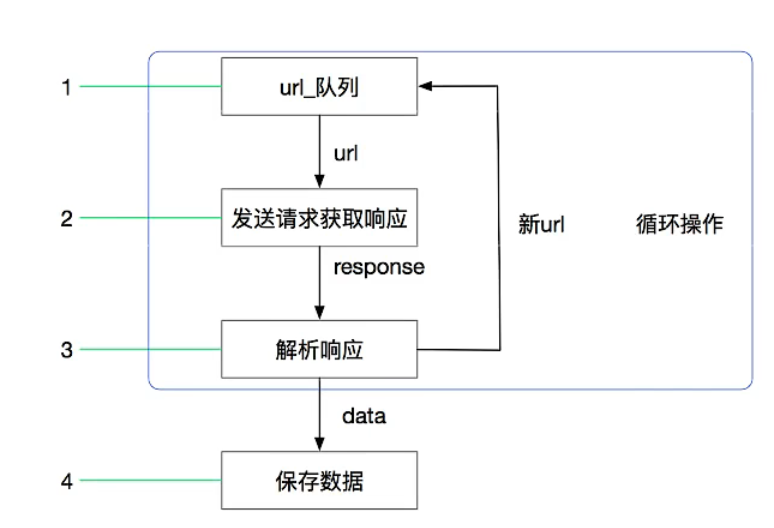 1
url_队列
url
2
发送请求获取响应
新url
循环操作
response
3
解析响应
data
4
保存数据